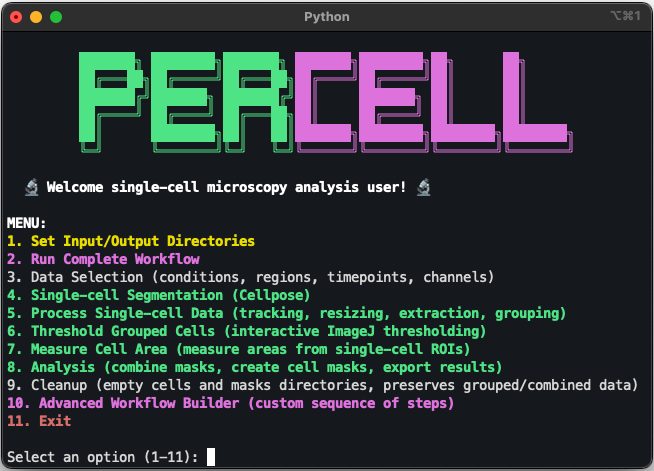 Python
⌥⌘1
PERCELL
🔬 Welcome single-cell microscopy analysis user! 🔬
MENU:
1. Set Input/Output Directories
2. Run Complete Workflow
3. Data Selection (conditions, regions, timepoints, channels)
4. Single-cell Segmentation (Cellpose)
5. Process Single-cell Data (tracking, resizing, extraction, grouping)
6. Threshold Grouped Cells (interactive ImageJ thresholding)
7. Measure Cell Area (measure areas from single-cell ROIs)
8. Analysis (combine masks, create cell masks, export results)
9. Cleanup (empty cells and masks directories, preserves grouped/combined data)
10. Advanced Workflow Builder (custom sequence of steps)
11. Exit
Select an option (1-11):